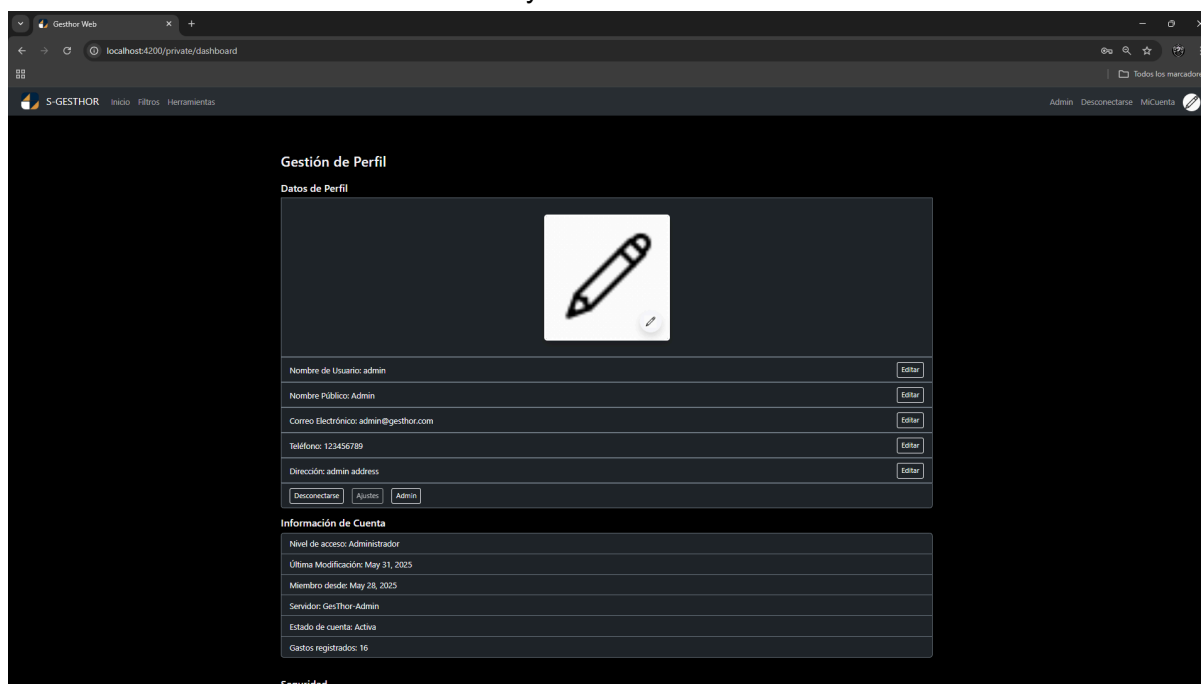 Gesthor Web
localhost:4200/private/dashboard
Todos los marcadore
S-GESTHOR Inicio Filtros Herramientas Admin Desconectarse MiCuenta
Gestión de Perfil
Datos de Perfil
Nombre de Usuario: admin Editar
Nombre Público: Admin Editar
Correo Electrónico: admin@gesthor.com Editar
Teléfono: 123456789 Editar
Dirección: admin address Editar
Desconectarse Ajustes Admin
Información de Cuenta
Nivel de acceso: Administrador
Última Modificación: May 31, 2025
Miembro desde: May 28, 2025
Servidor: GesThor-Admin
Estado de cuenta: Activa
Gastos registrados: 16
Seguridad